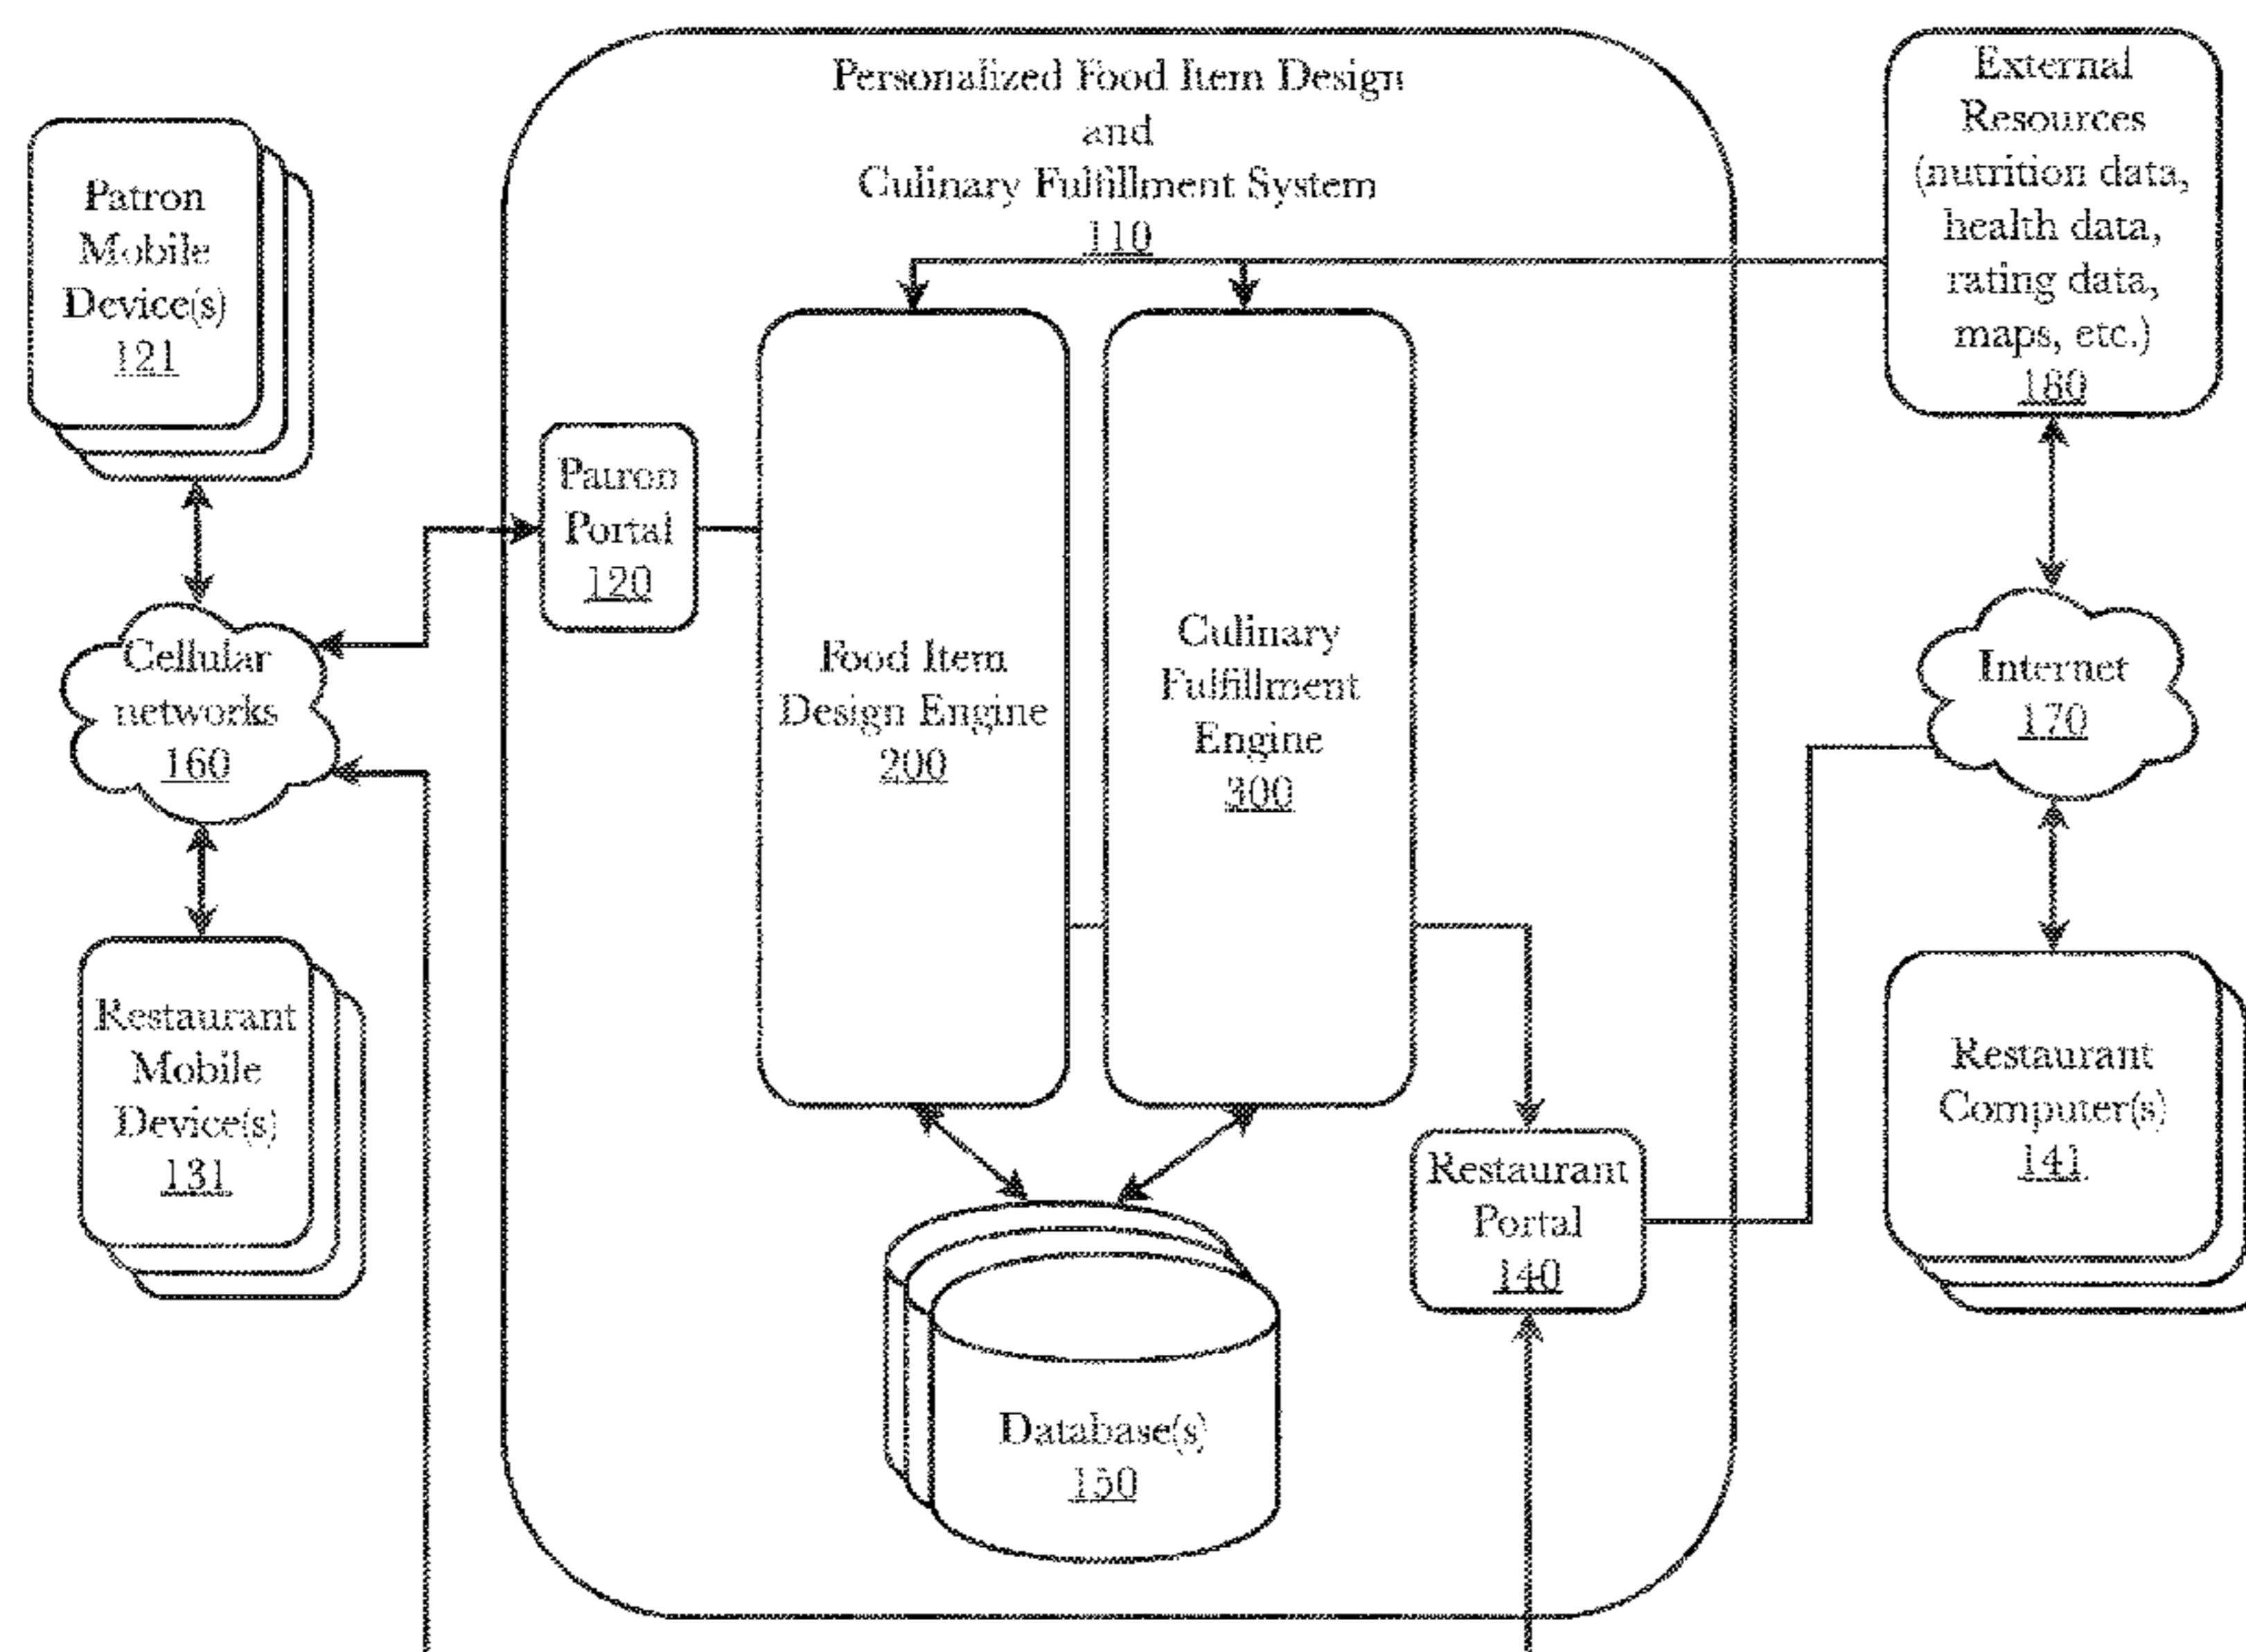 Personalized Food Item Design
and
Culinary Fulfillment System
110
External
Resources
(nutrition data,
health data,
rating data,
maps, etc.)
180
Patron
Mobile
Device(s)
121
Patron
Portal
120
Cellular
networks
160
Food Item
Design Engine
200
Culinary
Fulfillment
Engine
300
Internet
170
Restaurant
Mobile
Device(s)
131
Restaurant
Portal
140
Restaurant
Computer(s)
141
Database(s)
150